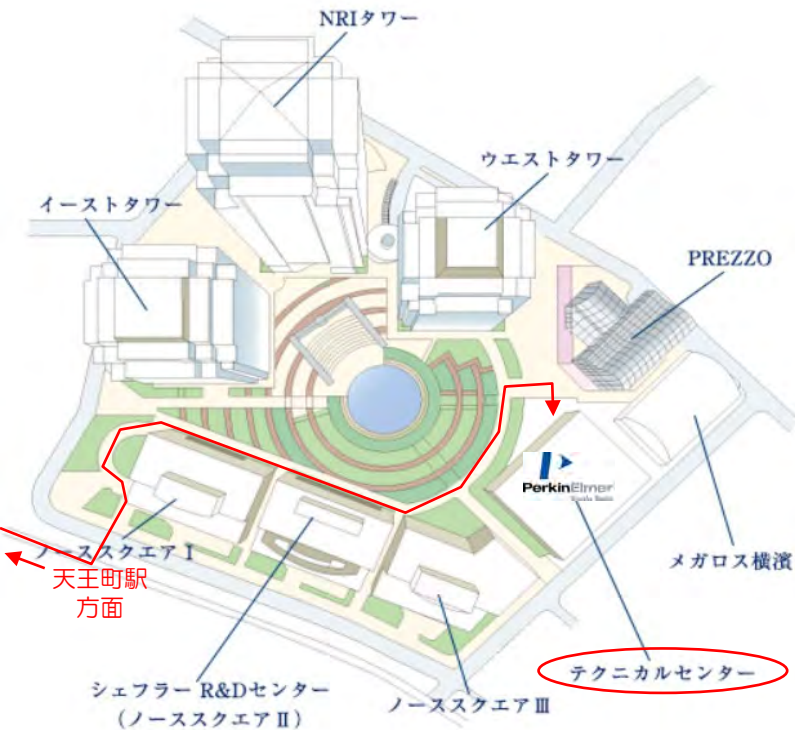 NRIタワー
ウエストタワー
イーストタワー
PREZZO
PerkinElmer
ノーススクエアⅠ
天王町駅
方面
メガロス横濱
テクニカルセンター
シェフラー R&Dセンター
(ノーススクエアⅡ)
ノーススクエアⅢ